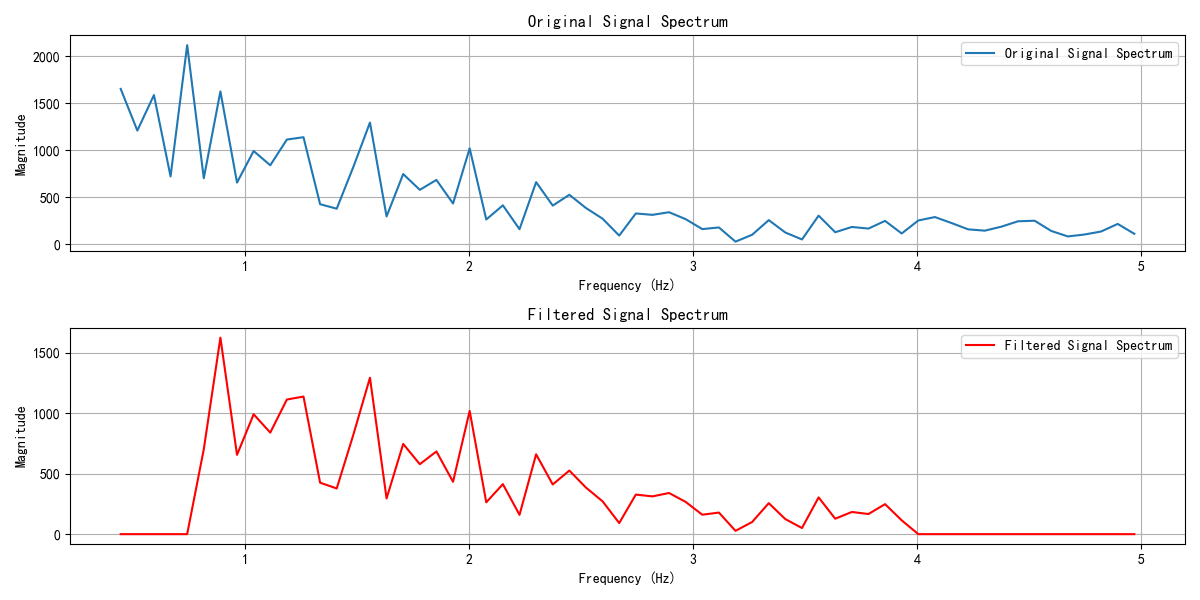 Original Signal Spectrum
Original Signal Spectrum
2000
1500
1000
500
0
Magnitude
1 2 3 4 5
Frequency (Hz)
Filtered Signal Spectrum
Filtered Signal Spectrum
1500
1000
500
0
Magnitude
1 2 3 4 5
Frequency (Hz)